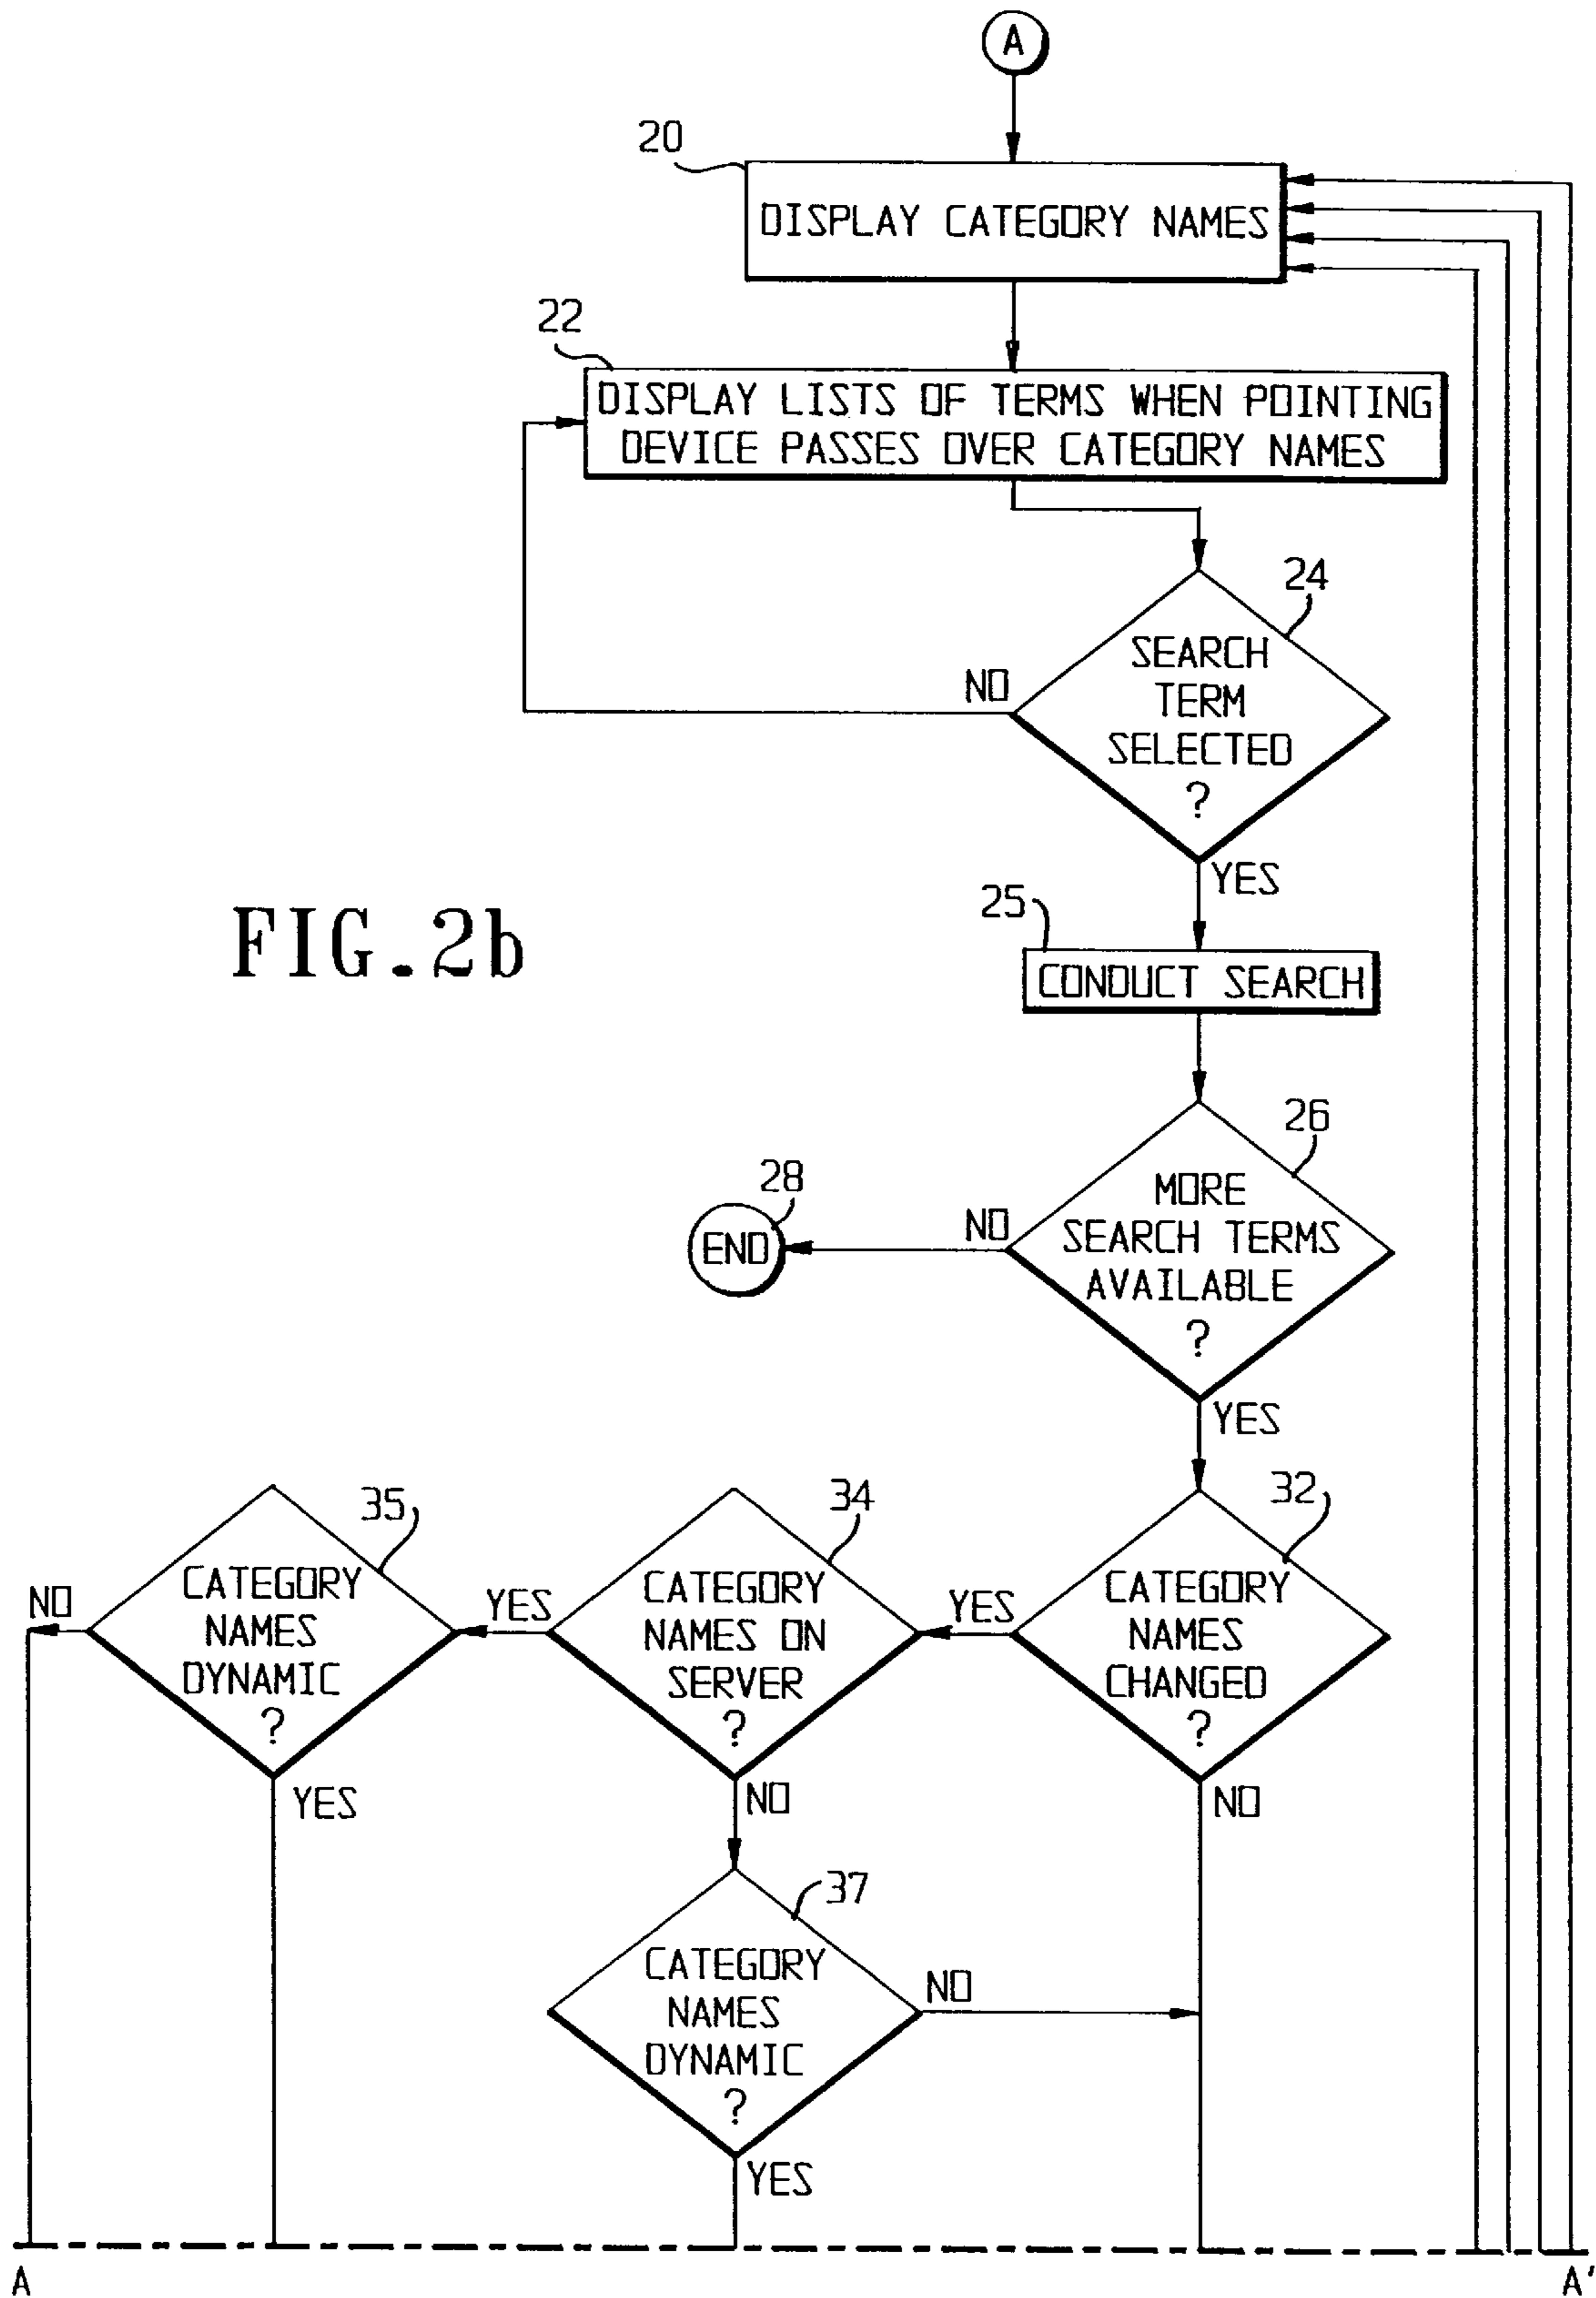 A
20
DISPLAY CATEGORY NAMES
22
DISPLAY LISTS OF TERMS WHEN POINTING
DEVICE PASSES OVER CATEGORY NAMES
24
SEARCH
TERM
SELECTED
?
NO
YES
FIG.2b
25
CONDUCT SEARCH
26
MORE
SEARCH TERMS
AVAILABLE
?
NO
28
END
YES
32
CATEGORY
NAMES
CHANGED
?
YES
NO
34
CATEGORY
NAMES ON
SERVER
?
YES
NO
35
CATEGORY
NAMES
DYNAMIC
?
NO
YES
37
CATEGORY
NAMES
DYNAMIC
?
NO
YES
A
A'